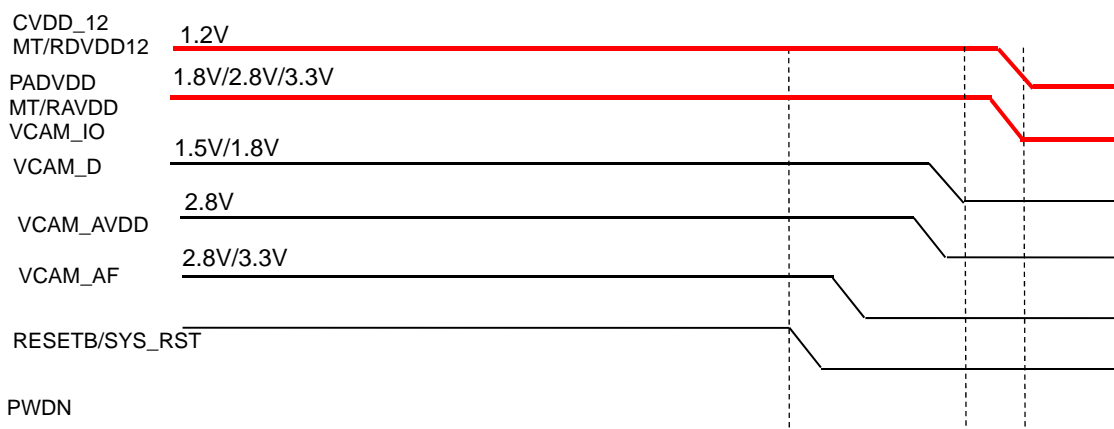 CVDD_12
MT/RDVDD12
1.2V
PADVDD
MT/RAVDD
VCAM_IO
1.8V/2.8V/3.3V
VCAM_D
1.5V/1.8V
VCAM_AVDD
2.8V
VCAM_AF
2.8V/3.3V
RESETB/SYS_RST
PWDN